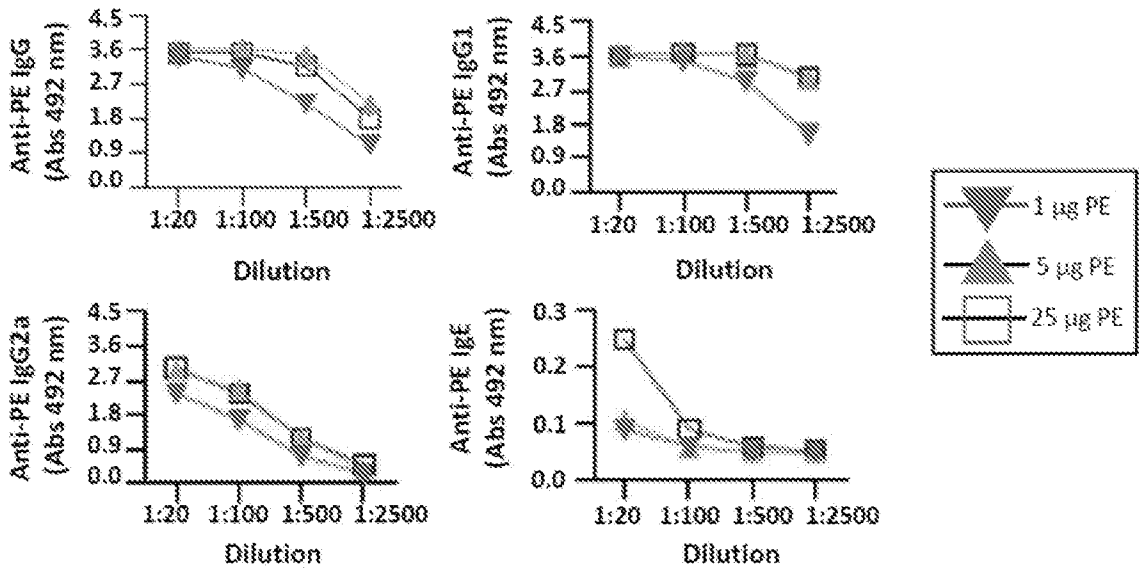 Anti-PE IgG
(Abs 492 nm)
4.5
3.6
2.7
1.8
0.9
0.0
1:20 1:100 1:500 1:2500
Dilution
Anti-PE IgG1
(Abs 492 nm)
4.5
3.6
2.7
1.8
0.9
0.0
1:20 1:100 1:500 1:2500
Dilution
Anti-PE IgG2a
(Abs 492 nm)
4.5
3.6
2.7
1.8
0.9
0.0
1:20 1:100 1:500 1:2500
Dilution
Anti-PE IgE
(Abs 492 nm)
0.3
0.2
0.1
0.0
1:20 1:100 1:500 1:2500
Dilution
1 µg PE
5 µg PE
25 µg PE